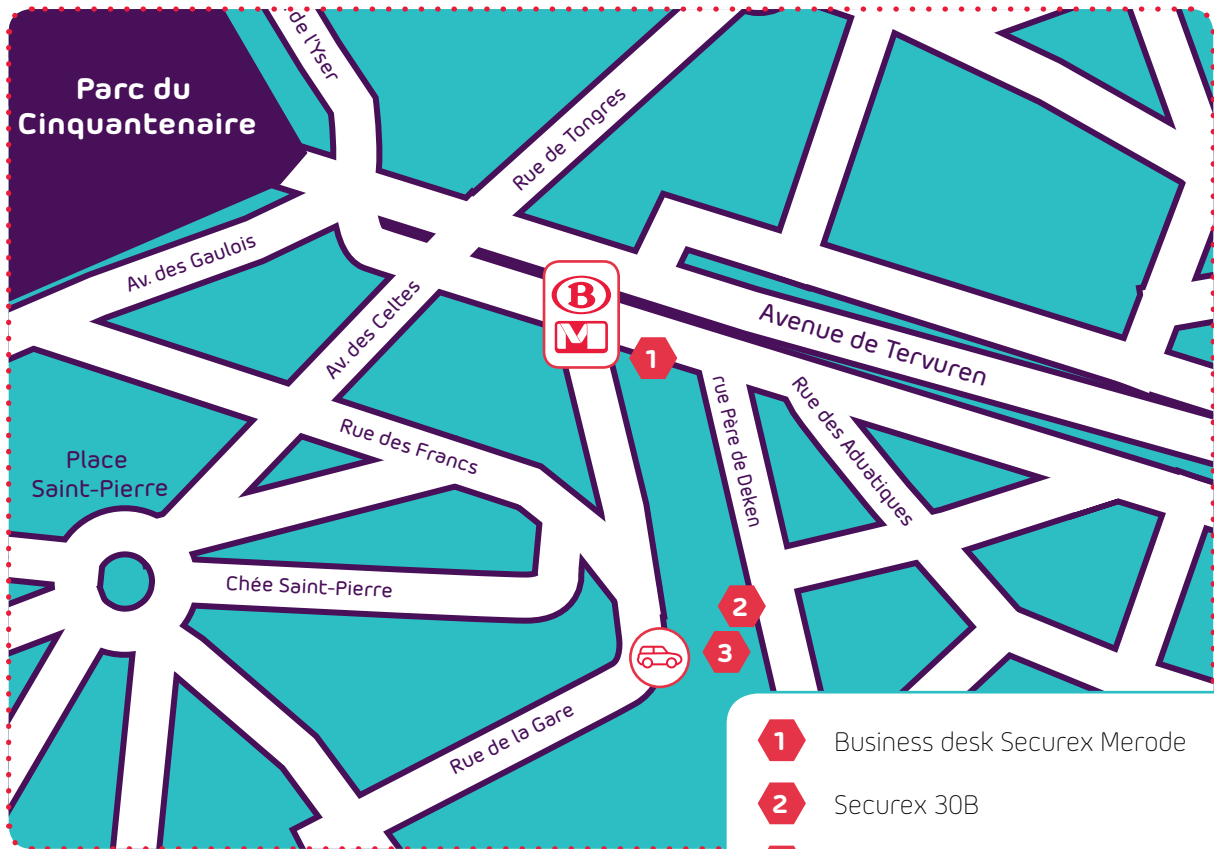 de l'Yser
Parc du
Cinquantenaire
Rue de Tongres
Av. des Gaulois
Av. des Celtes
B
M
1
Avenue de Tervuren
rue Père de Deken
Rue des Aduatiques
Rue des Francs
Place
Saint-Pierre
Chée Saint-Pierre
2
3
Rue de la Gare
1 Business desk Securex Merode
2 Securex 30B